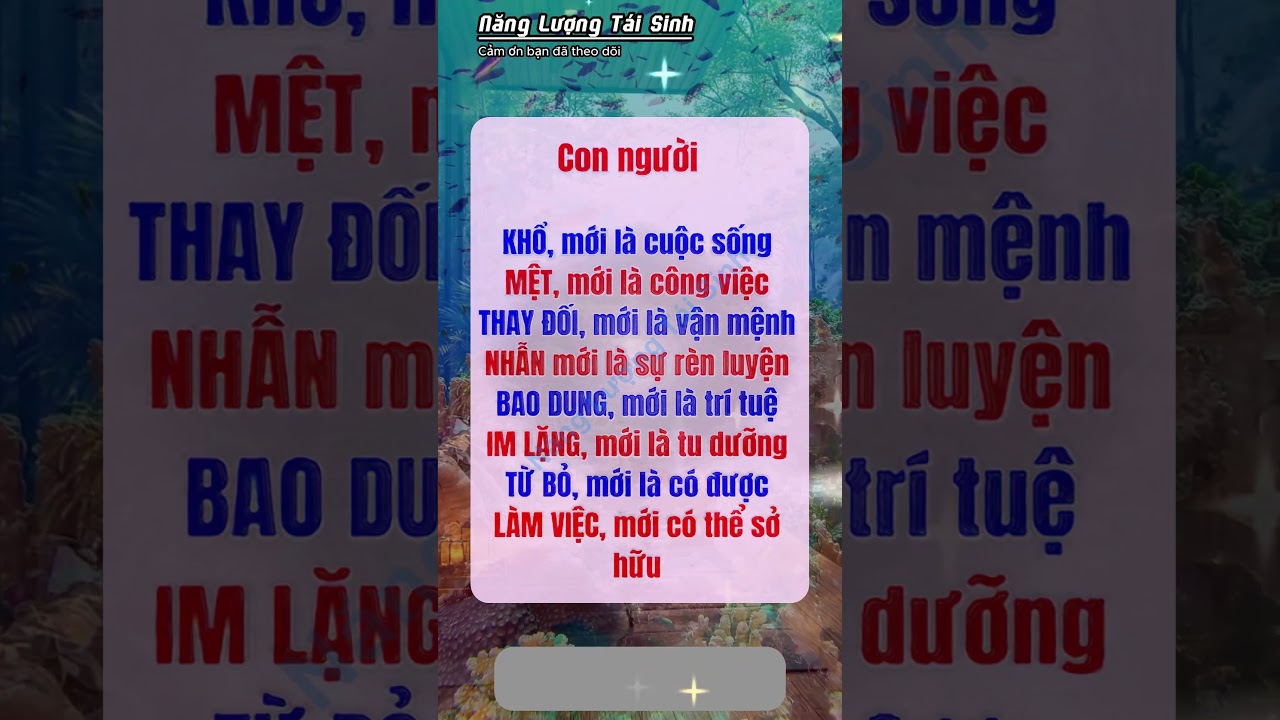 Năng Lượng Tái Sinh
Cảm ơn bạn đã theo dõi
Con người
KHỔ, mới là cuộc sống
MỆT, mới là công việc
THAY ĐỐI, mới là vận mệnh
NHẪN mới là sự rèn luyện
BAO DUNG, mới là trí tuệ
IM LẶNG, mới là tu dưỡng
TỪ BỎ, mới là có được
LÀM VIỆC, mới có thể sở
hữu